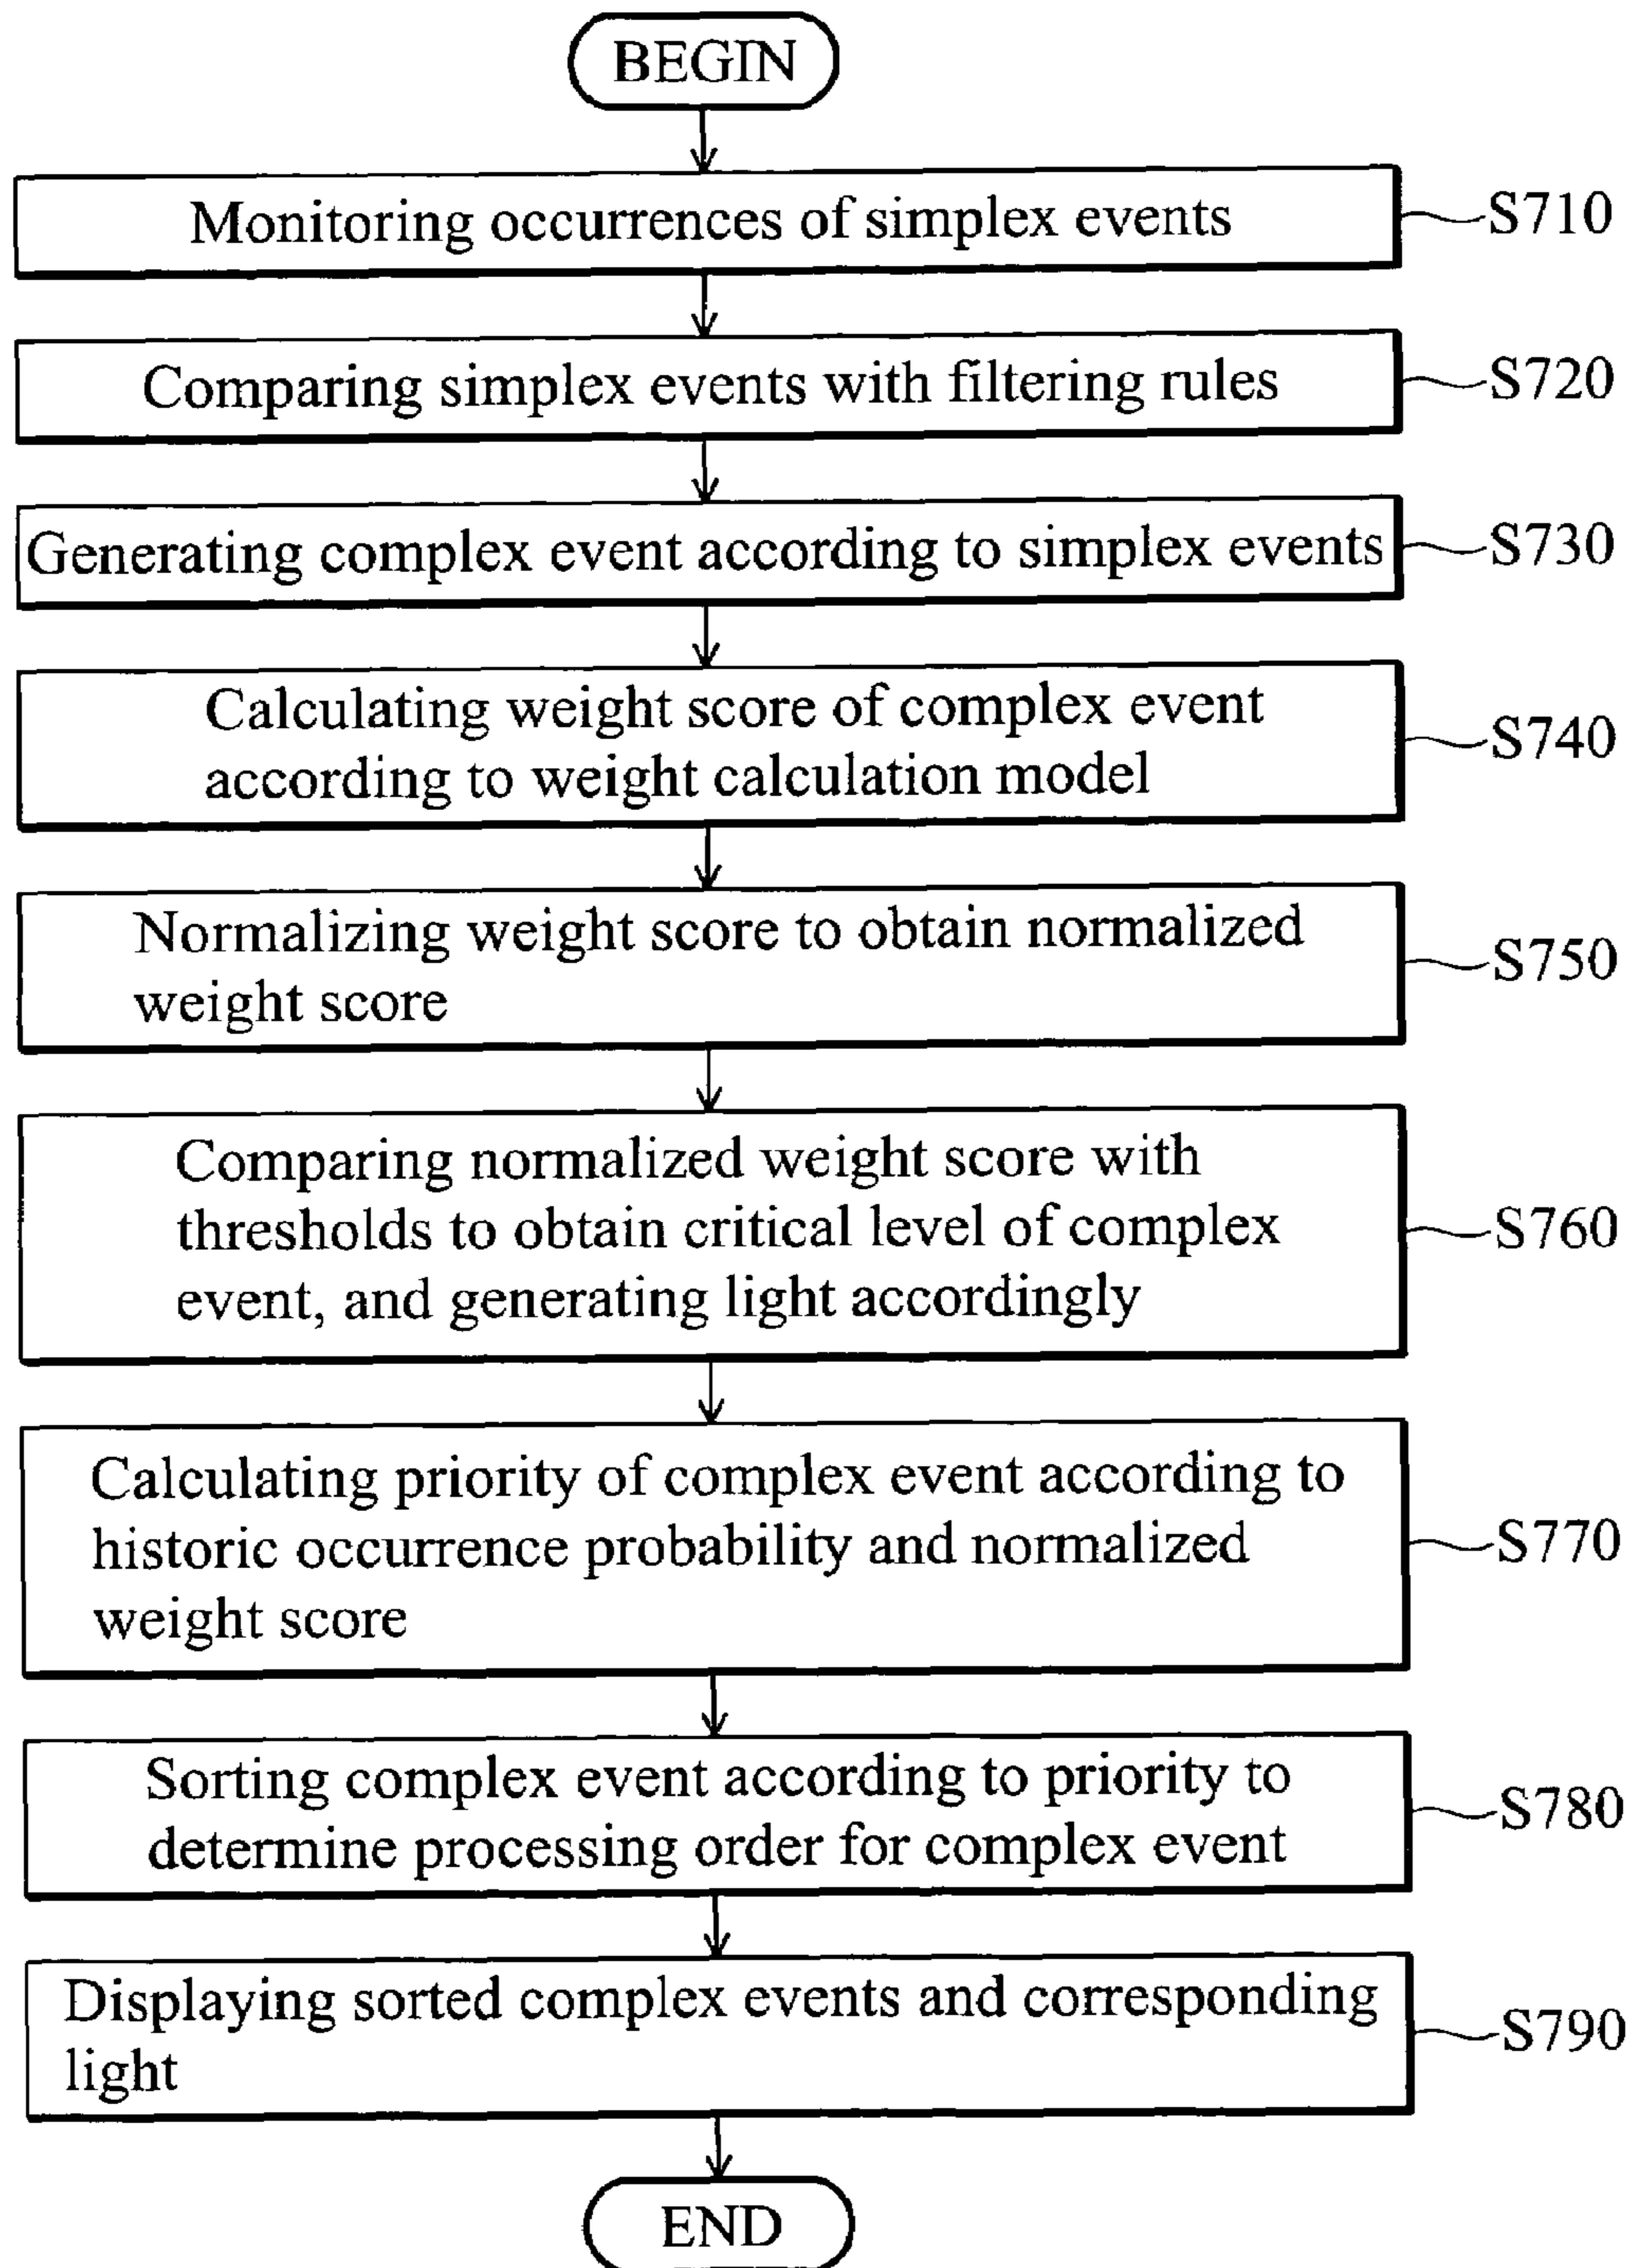 BEGIN
Monitoring occurrences of simplex events
S710
Comparing simplex events with filtering rules
S720
Generating complex event according to simplex events
S730
Calculating weight score of complex event
according to weight calculation model
S740
Normalizing weight score to obtain normalized
weight score
S750
Comparing normalized weight score with
thresholds to obtain critical level of complex
event, and generating light accordingly
S760
Calculating priority of complex event according to
historic occurrence probability and normalized
weight score
S770
Sorting complex event according to priority to
determine processing order for complex event
S780
Displaying sorted complex events and corresponding
light
S790
END